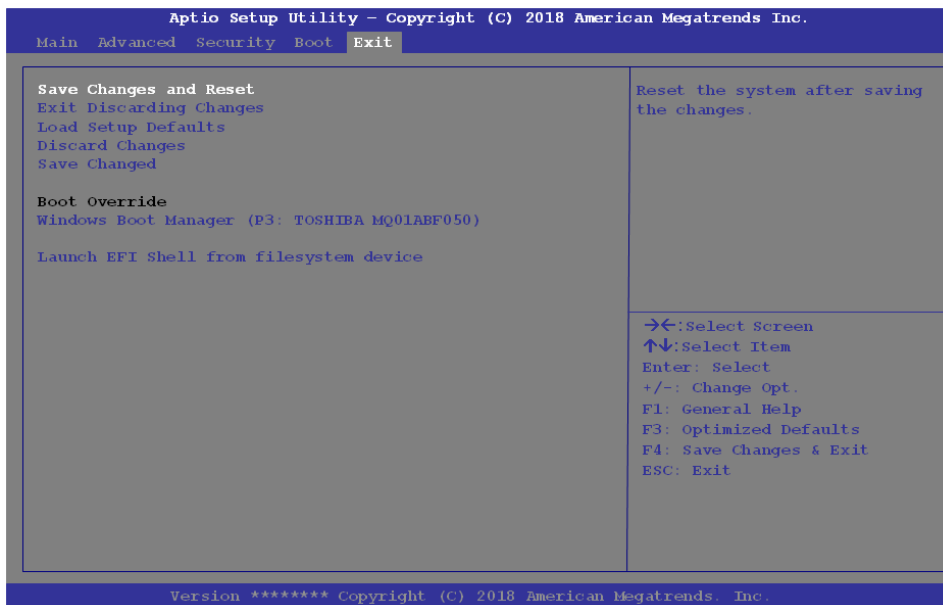 Aptio Setup Utility – Copyright (C) 2018 American Megatrends Inc.
Main Advanced Security Boot Exit
Save Changes and Reset
Exit Discarding Changes
Load Setup Defaults
Discard Changes
Save Changed
Boot Override
Windows Boot Manager (P3: TOSHIBA MQ01ABF050)
Launch EFI Shell from filesystem device
Reset the system after saving
the changes.
→←:Select Screen
↑↓:Select Item
Enter: Select
+/-: Change Opt.
F1: General Help
F3: Optimized Defaults
F4: Save Changes & Exit
ESC: Exit
Version ******** Copyright (C) 2018 American Megatrends. Inc.